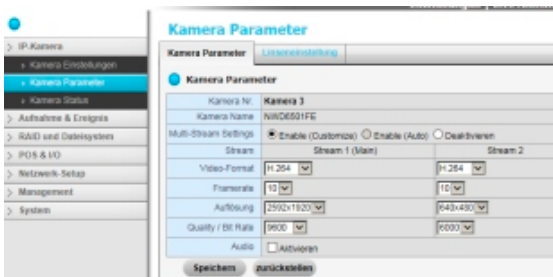 Kamera Parameter
> IP-Kamera
» Kamera Einstellungen
» Kamera Parameter
» Kamera Status
> Aufnahme & Ereignis
> RAID und Dateisystem
> POS & I/O
> Netzwerk-Setup
> Management
> System
Kamera Parameter Linseneinstellung
Kamera Parameter
Kamera Nr. Kamera 3
Kamera Name NWD6501FE
Multi-Stream Settings Enable (Customize) Enable (Auto) Deaktivieren
Stream Stream 1 (Main) Stream 2
Video-Format H.264 H.264
Framerate 10 10
Auflösung 2592x1920 640x480
Quality / Bit Rate 9600 6000
Audio Aktivieren
Speichern zurückstellen